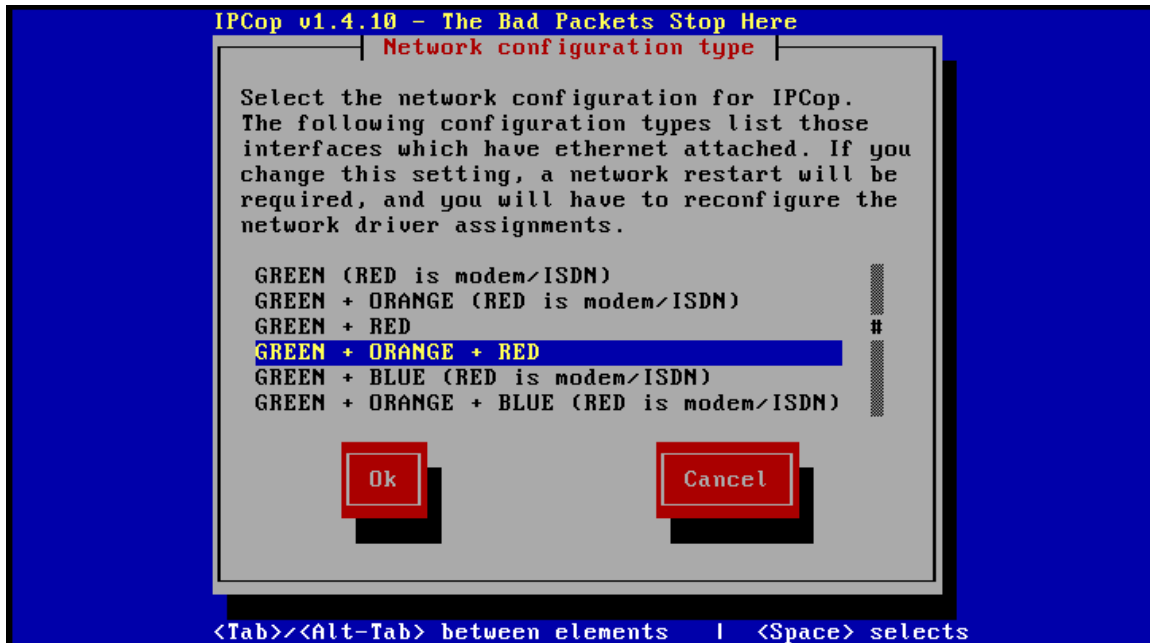 IPCop v1.4.10 - The Bad Packets Stop Here
Network configuration type
Select the network configuration for IPCop.
The following configuration types list those
interfaces which have ethernet attached. If you
change this setting, a network restart will be
required, and you will have to reconfigure the
network driver assignments.
GREEN (RED is modem/ISDN)
GREEN + ORANGE (RED is modem/ISDN)
GREEN + RED
GREEN + ORANGE + RED
GREEN + BLUE (RED is modem/ISDN)
GREEN + ORANGE + BLUE (RED is modem/ISDN)
#
Ok
Cancel
<Tab>/<Alt-Tab> between elements | <Space> selects